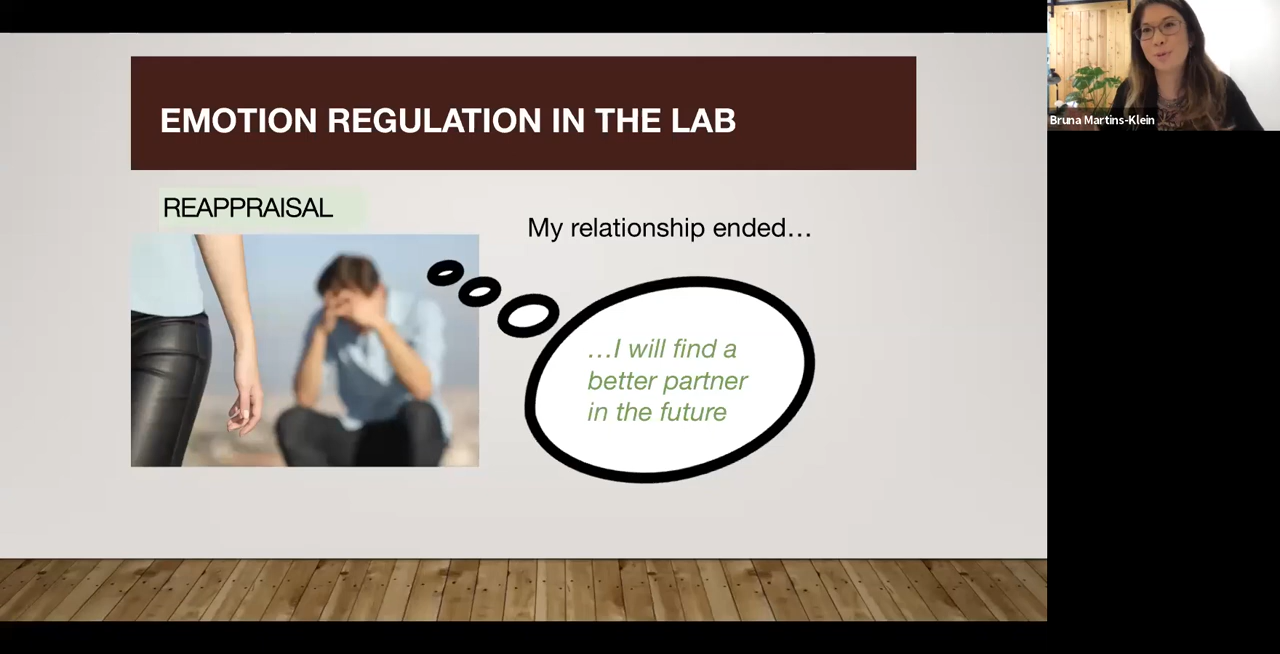 EMOTION REGULATION IN THE LAB
Bruna Martins-Klein
REAPPRAISAL
My relationship ended...
...I will find a
better partner
in the future